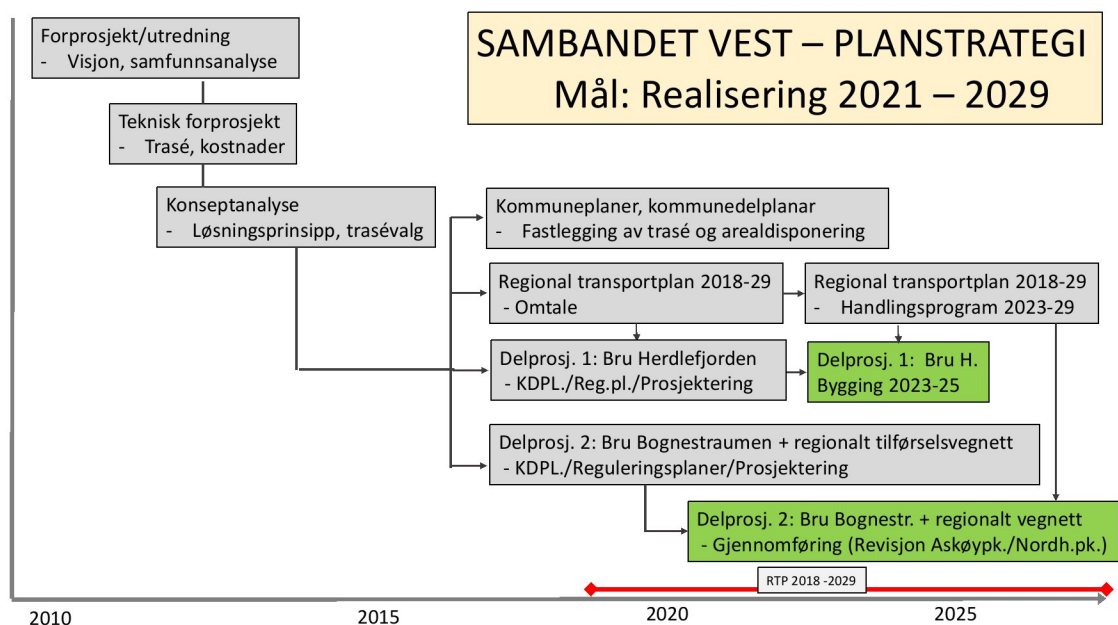 SAMBANDET VEST – PLANSTRATEGI
Mål: Realisering 2021 – 2029
Forprosjekt/utredning
- Visjon, samfunnsanalyse
Teknisk forprosjekt
- Trasé, kostnader
Konseptanalyse
- Løsningsprinsipp, trasévalg
Kommuneplaner, kommunedelplanar
- Fastlegging av trasé og arealdisponering
Regional transportplan 2018-29
- Omtale
Regional transportplan 2018-29
- Handlingsprogram 2023-29
Delprosj. 1: Bru Herdlefjorden
- KDPL./Reg.pl./Prosjektering
Delprosj. 1: Bru H.
Bygging 2023-25
Delprosj. 2: Bru Bognestraumen + regionalt tilførselsvegnett
- KDPL./Reguleringsplaner/Prosjektering
Delprosj. 2: Bru Bognestr. + regionalt vegnett
- Gjennomføring (Revisjon Askøypk./Nordh.pk.)
RTP 2018 -2029
2010
2015
2020
2025